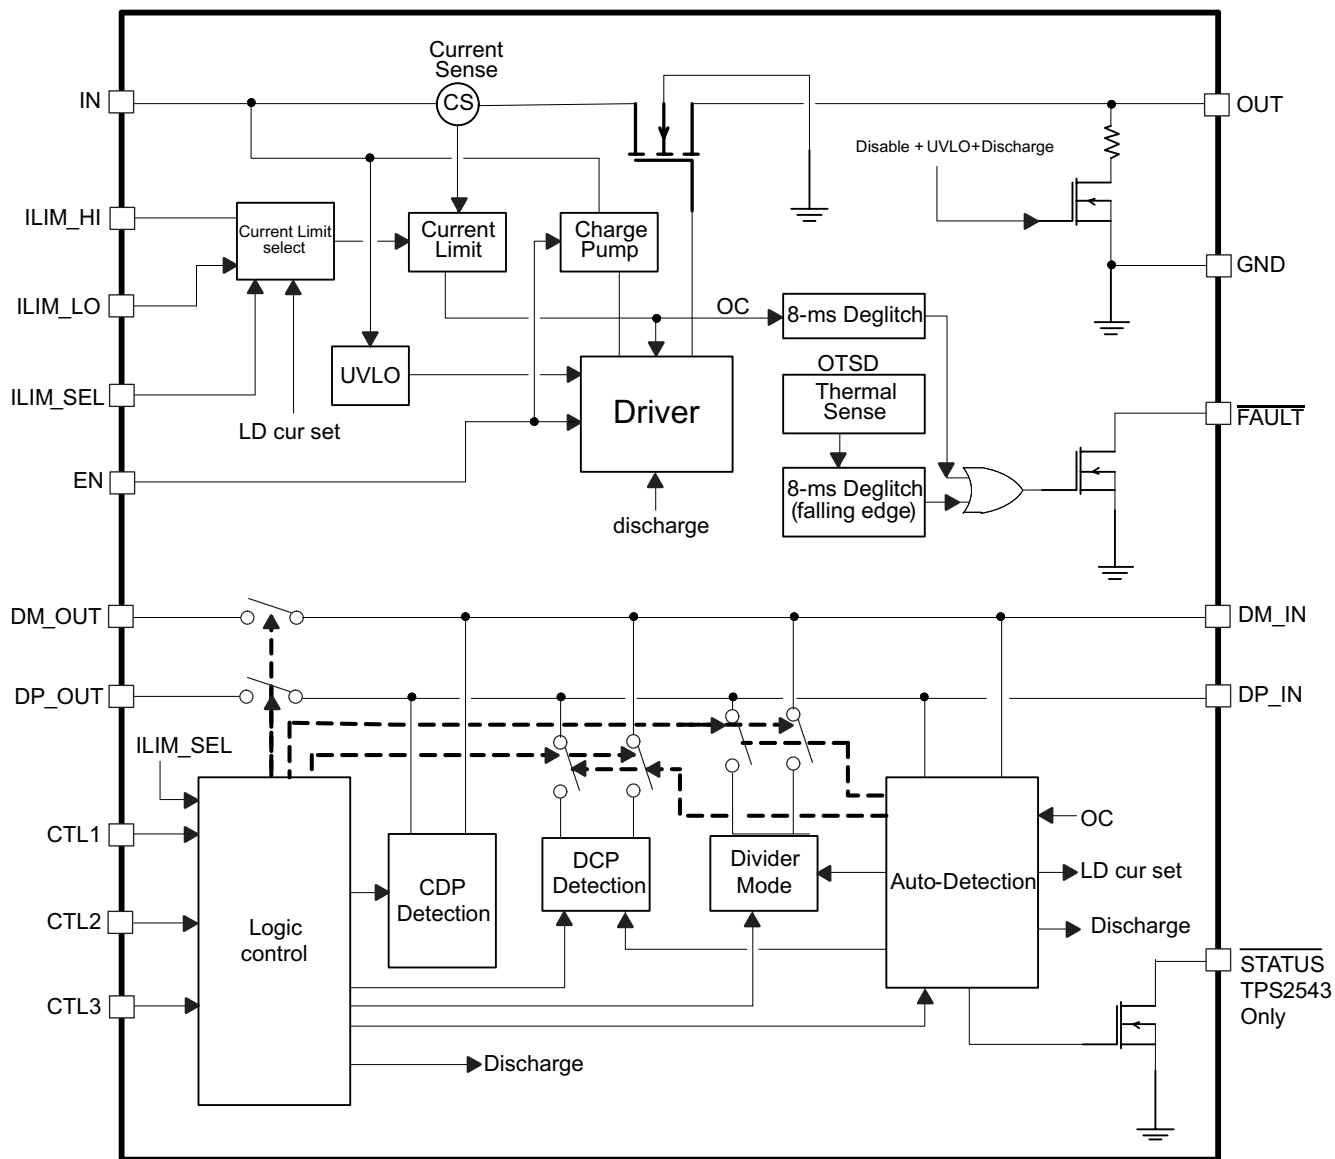 Current
Sense
IN
CS
OUT
Disable + UVLO+Discharge
ILIM_HI
Current Limit
select
Current
Limit
Charge
Pump
GND
ILIM_LO
OC
8-ms Deglitch
UVLO
OTSD
Thermal
Sense
ILIM_SEL
Driver
LD cur set
FAULT
EN
8-ms Deglitch
(falling edge)
discharge
DM_OUT
DM_IN
DP_OUT
DP_IN
ILIM_SEL
CTL1
OC
CDP
Detection
DCP
Detection
Divider
Mode
Auto-Detection
LD cur set
CTL2
Logic
control
Discharge
STATUS
TPS2543
Only
CTL3
Discharge